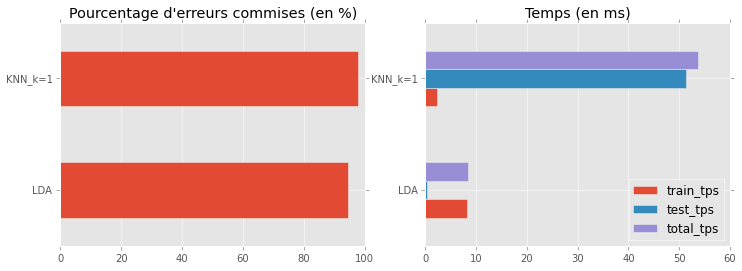 Pourcentage d'erreurs commises (en %)
KNN_k=1
LDA
0 20 40 60 80 100
Temps (en ms)
KNN_k=1
LDA
train_tps
test_tps
total_tps
0 10 20 30 40 50 60